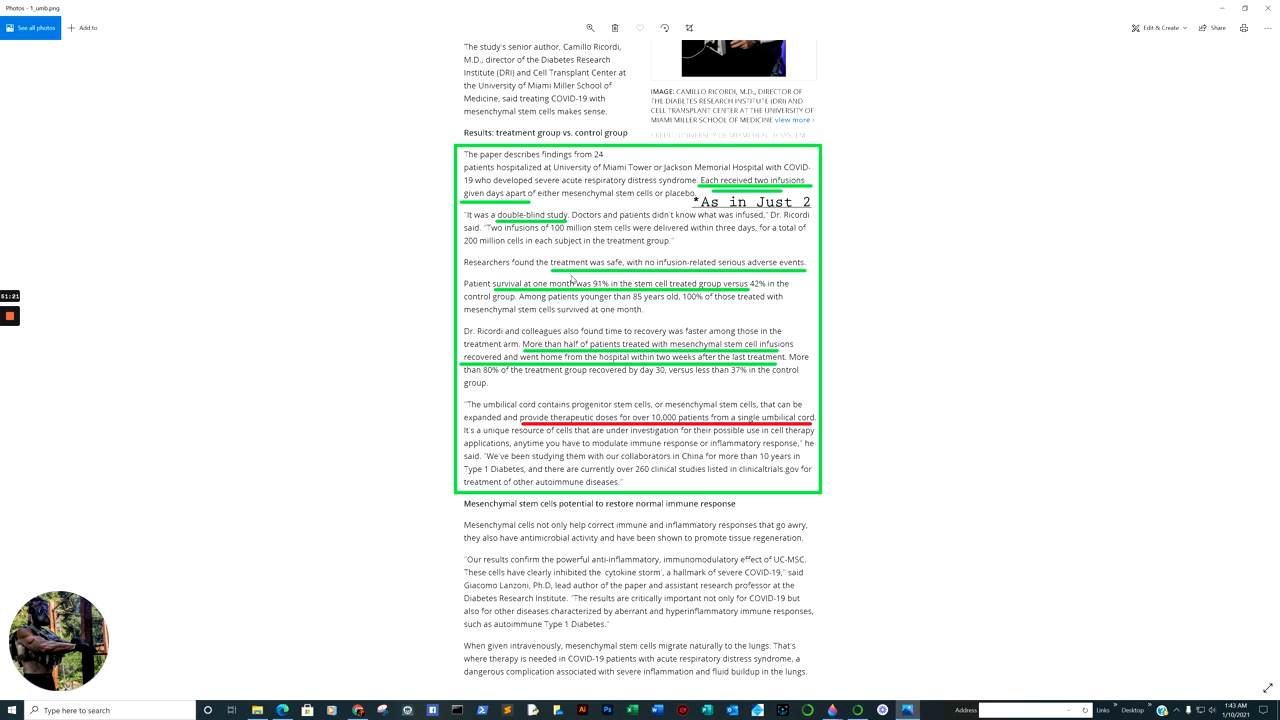 Photos - 1_umb.png
See all photos
Add to
Edit & Create
Share
The study's senior author, Camillo Ricordi,
M.D., director of the Diabetes Research
Institute (DRI) and Cell Transplant Center at
the University of Miami Miller School of
Medicine, said treating COVID-19 with
mesenchymal stem cells makes sense.
IMAGE: CAMILLO RICORDI, M.D., DIRECTOR OF
THE DIABETES RESEARCH INSTITUTE (DRI) AND
CELL TRANSPLANT CENTER AT THE UNIVERSITY OF
MIAMI MILLER SCHOOL OF MEDICINE view more ›
CREDIT: UNIVERSITY OF MIAMI HEALTH SYSTEM
Results: treatment group vs. control group
The paper describes findings from 24
patients hospitalized at University of Miami Tower or Jackson Memorial Hospital with COVID-
19 who developed severe acute respiratory distress syndrome. Each received two infusions
given days apart of either mesenchymal stem cells or placebo.
*As in Just 2
"It was a double-blind study. Doctors and patients didn't know what was infused," Dr. Ricordi
said. "Two infusions of 100 million stem cells were delivered within three days, for a total of
200 million cells in each subject in the treatment group."
Researchers found the treatment was safe, with no infusion-related serious adverse events.
Patient survival at one month was 91% in the stem cell treated group versus 42% in the
control group. Among patients younger than 85 years old, 100% of those treated with
mesenchymal stem cells survived at one month.
Dr. Ricordi and colleagues also found time to recovery was faster among those in the
treatment arm. More than half of patients treated with mesenchymal stem cell infusions
recovered and went home from the hospital within two weeks after the last treatment. More
than 80% of the treatment group recovered by day 30, versus less than 37% in the control
group.
"The umbilical cord contains progenitor stem cells, or mesenchymal stem cells, that can be
expanded and provide therapeutic doses for over 10,000 patients from a single umbilical cord.
It's a unique resource of cells that are under investigation for their possible use in cell therapy
applications, anytime you have to modulate immune response or inflammatory response," he
said. "We've been studying them with our collaborators in China for more than 10 years in
Type 1 Diabetes, and there are currently over 260 clinical studies listed in clinicaltrials.gov for
treatment of other autoimmune diseases."
Mesenchymal stem cells potential to restore normal immune response
Mesenchymal cells not only help correct immune and inflammatory responses that go awry,
they also have antimicrobial activity and have been shown to promote tissue regeneration.
"Our results confirm the powerful anti-inflammatory, immunomodulatory effect of UC-MSC.
These cells have clearly inhibited the 'cytokine storm', a hallmark of severe COVID-19," said
Giacomo Lanzoni, Ph.D, lead author of the paper and assistant research professor at the
Diabetes Research Institute. "The results are critically important not only for COVID-19 but
also for other diseases characterized by aberrant and hyperinflammatory immune responses,
such as autoimmune Type 1 Diabetes."
When given intravenously, mesenchymal stem cells migrate naturally to the lungs. That's
where therapy is needed in COVID-19 patients with acute respiratory distress syndrome, a
dangerous complication associated with severe inflammation and fluid buildup in the lungs.
51:21
Type here to search
Address
Links
Desktop
1:43 AM
1/10/2021